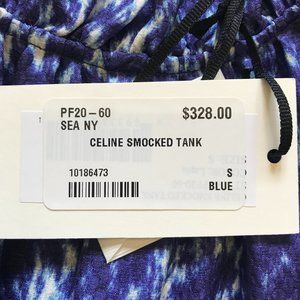 PF20-60 $328.00
SEA NY
CELINE SMOCKED TANK
10186473 S
BLUE